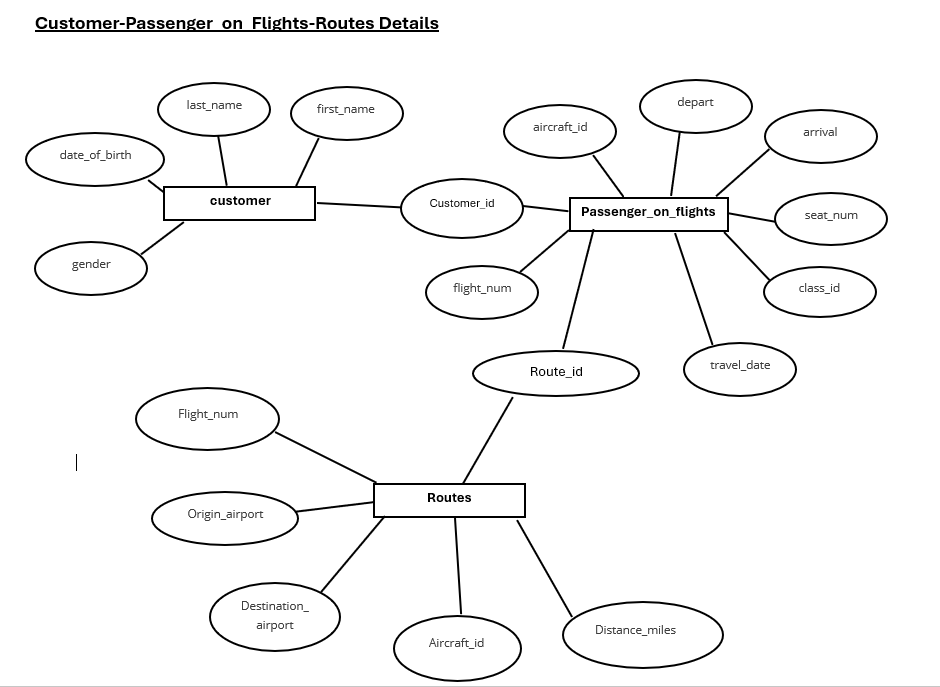 Customer-Passenger_on_Flights-Routes Details
last_name
first_name
date_of_birth
customer
gender
Customer_id
aircraft_id
depart
arrival
Passenger_on_flights
seat_num
flight_num
class_id
travel_date
Route_id
Flight_num
Routes
Origin_airport
Destination_
airport
Aircraft_id
Distance_miles